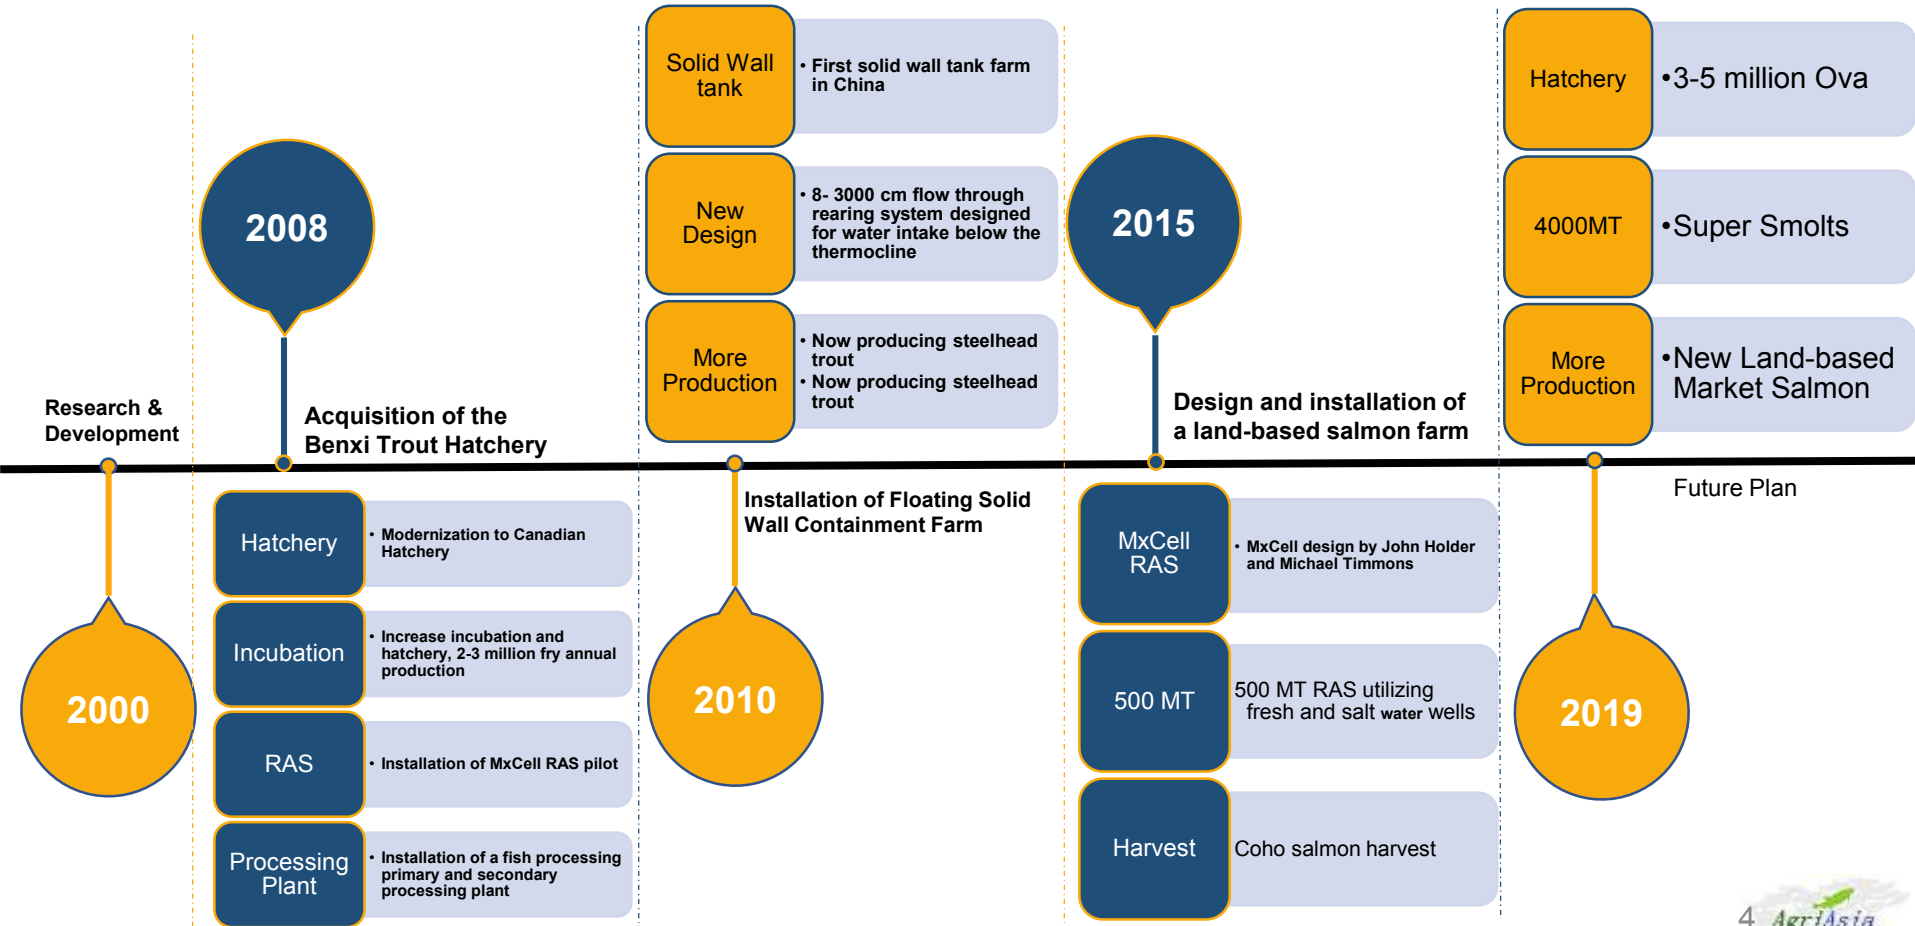 Research &
Development
2000
2008
Acquisition of the
Benxi Trout Hatchery
Hatchery
• Modernization to Canadian
Hatchery
Incubation
• Increase incubation and
hatchery, 2-3 million fry annual
production
RAS
• Installation of MxCell RAS pilot
Processing
Plant
• Installation of a fish processing
primary and secondary
processing plant
Solid Wall
tank
• First solid wall tank farm
in China
New
Design
• 8- 3000 cm flow through
rearing system designed
for water intake below the
thermocline
More
Production
• Now producing steelhead
trout
• Now producing steelhead
trout
Installation of Floating Solid
Wall Containment Farm
2010
2015
Design and installation of
a land-based salmon farm
MxCell
RAS
• MxCell design by John Holder
and Michael Timmons
500 MT
500 MT RAS utilizing
fresh and salt water wells
Harvest
Coho salmon harvest
Hatchery
•3-5 million Ova
4000MT
•Super Smolts
More
Production
•New Land-based
Market Salmon
Future Plan
2019
4
AgriAsia